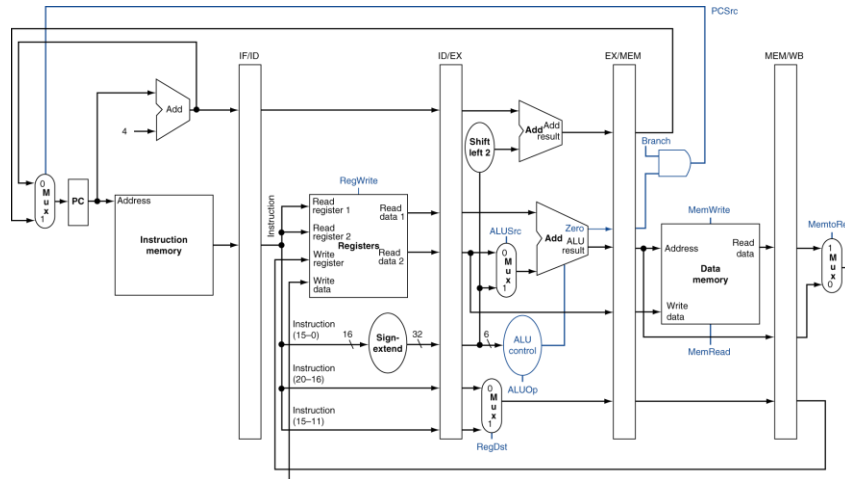 PCSrc
IF/ID
ID/EX
EX/MEM
MEM/WB
Add
4
0
M
u
x
1
PC
Address
Instruction
memory
Instruction
RegWrite
Read
register 1
Read
data 1
Read
register 2
Registers
Write
register
Read
data 2
Write
data
Instruction
(15–0)
16
Sign-
extend
32
Instruction
(20–16)
Instruction
(15–11)
Shift
left 2
Add
Add
result
ALUSrc
0
M
u
x
1
Add
Zero
ALU
result
6
ALU
control
ALUOp
0
M
u
x
1
RegDst
Branch
MemWrite
Address
Read
data
Data
memory
Write
data
MemRead
MemtoRe
1
M
u
x
0